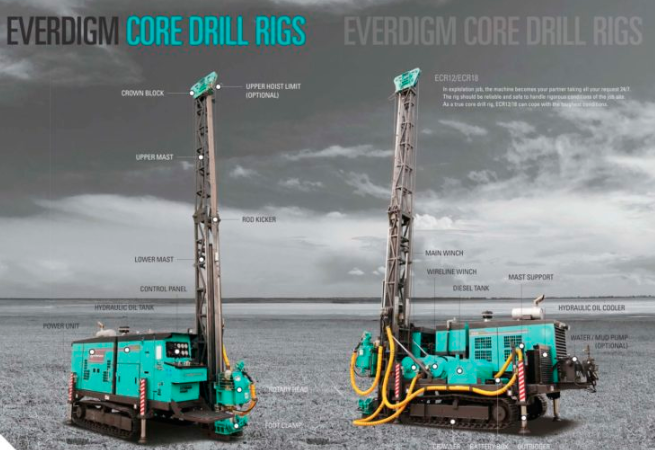 EVERDIGM CORE DRILL RIGS
EVERDIGM CORE DRILL RIGS
ECR12/ECR18
In exploitation job, the machine becomes your partner taking all your request 24/7.
The rig should be reliable and safe to handle rigorous conditions of the job site.
As a true core drill rig, ECR12/18 can cope with the toughest conditions.
CROWN BLOCK
UPPER HOIST LIMIT
(OPTIONAL)
UPPER MAST
ROD KICKER
LOWER MAST
CONTROL PANEL
HYDRAULIC OIL TANK
POWER UNIT
ROTARY HEAD
FOOT CLAMP
MAIN WINCH
WIRELINE WINCH
MAST SUPPORT
DIESEL TANK
HYDRAULIC OIL COOLER
WATER / MUD PUMP
(OPTIONAL)
CRAWLER
BATTERY BOX
OUTRIGGER